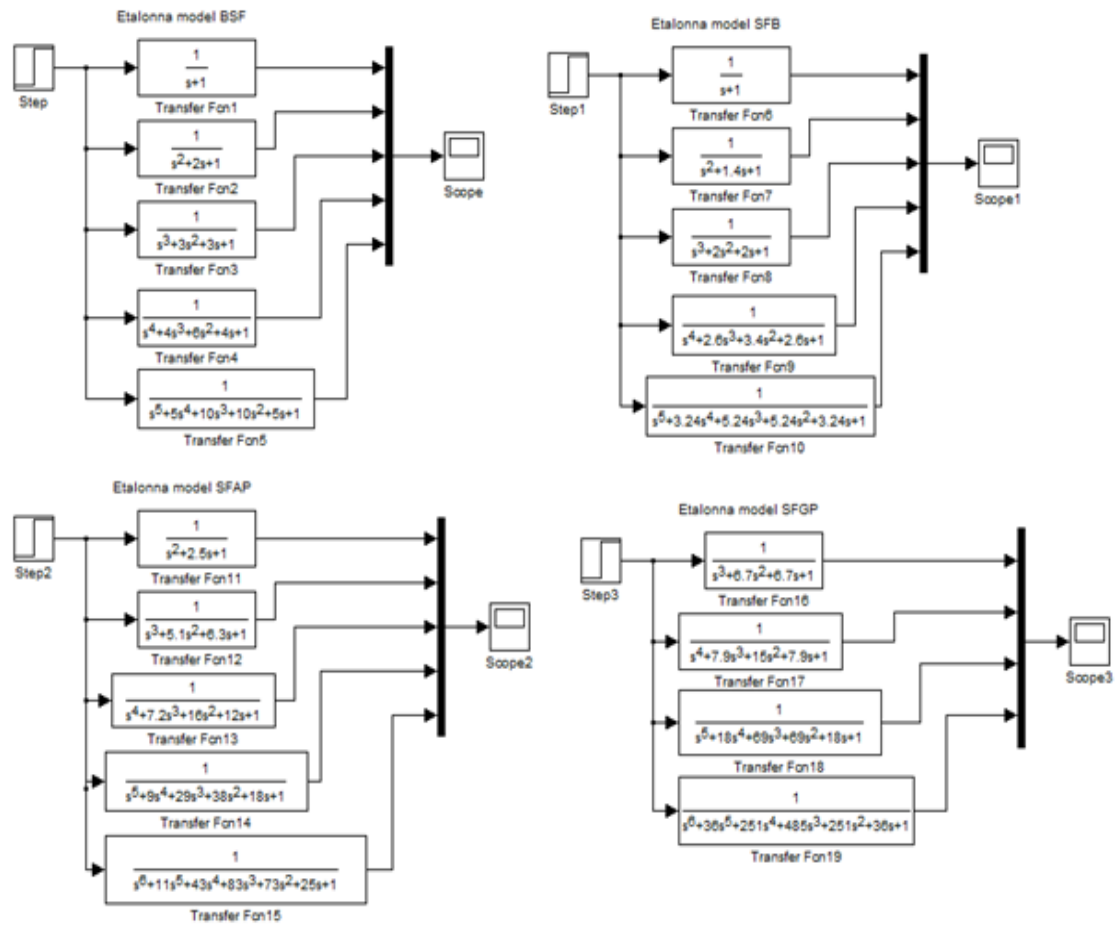 Etalonna model BSF
Step
1
s+1
Transfer Fcn1
1
s²+2s+1
Transfer Fcn2
1
s³+3s²+3s+1
Transfer Fcn3
1
s⁴+4s³+6s²+4s+1
Transfer Fcn4
1
s⁵+5s⁴+10s³+10s²+5s+1
Transfer Fcn5
Scope
Etalonna model SFB
Step1
1
s+1
Transfer Fcn6
1
s²+1.4s+1
Transfer Fcn7
1
s³+2s²+2s+1
Transfer Fcn8
1
s⁴+2.6s³+3.4s²+2.6s+1
Transfer Fcn9
1
s⁵+3.24s⁴+5.24s³+5.24s²+3.24s+1
Transfer Fcn10
Scope1
Etalonna model SFAP
Step2
1
s²+2.5s+1
Transfer Fcn11
1
s³+5.1s²+6.3s+1
Transfer Fcn12
1
s⁴+7.2s³+16s²+12s+1
Transfer Fcn13
1
s⁵+9s⁴+29s³+38s²+18s+1
Transfer Fcn14
1
s⁶+11s⁵+43s⁴+83s³+73s²+25s+1
Transfer Fcn15
Scope2
Etalonna model SFGP
Step3
1
s³+6.7s²+6.7s+1
Transfer Fcn16
1
s⁴+7.9s³+15s²+7.9s+1
Transfer Fcn17
1
s⁵+18s⁴+69s³+69s²+18s+1
Transfer Fcn18
1
s⁶+36s⁵+251s⁴+485s³+251s²+36s+1
Transfer Fcn19
Scope3